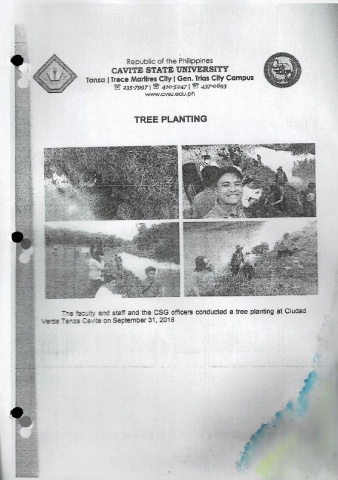 Republic of the Philippines
CAVITE STATE UNIVERSITY
Tanza | Trece Martires City | Gen. Trias City Campus
☏ 235-7997 | ☏ 420-5247 | ☏ 437-0693
www.cvsu.edu.ph
TREE PLANTING
The faculty and staff and the CSG officers conducted a tree planting at Ciudad
Verde Tanza Cavite on September 31, 2018